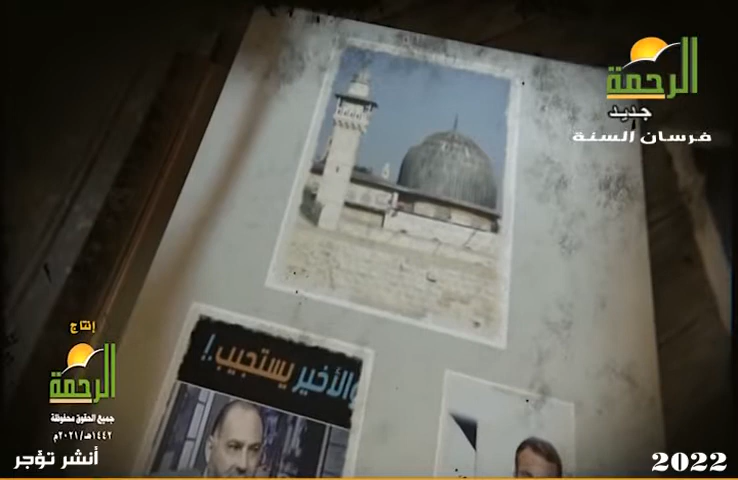 الرحمة
جديد
فرسان السنة
والأخير يستجيب..!
إنتاج
الرحمة
جميع الحقوق محفوظة
١٤٤٢هـ/٢٠٢١م
أنشر تؤجر
2022